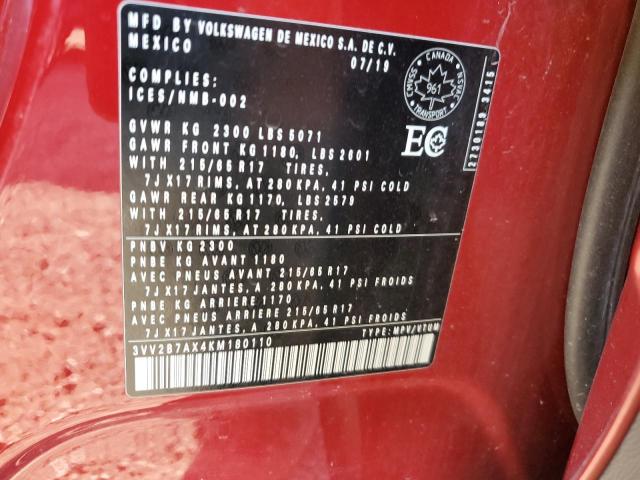 MFD BY VOLKSWAGEN DE MEXICO S.A. DE C.V.
MEXICO 07/19
COMPLIES:
ICES/NMB-002
CANADA
CMVSS
961
NSVAC
TRANSPORT
EC
GVWR KG 2300 LBS 5071
GAWR FRONT KG 1180, LBS 2601
WITH 215/65 R17 TIRES,
7J X17 RIMS, AT 280 KPA, 41 PSI COLD
GAWR REAR KG 1170, LBS 2579
WITH 215/65 R17 TIRES,
7J X17 RIMS, AT 280 KPA, 41 PSI COLD
PNBV KG 2300
PNBE KG AVANT 1180
AVEC PNEUS AVANT 215/65 R17
7J X17 JANTES, A 280 KPA, 41 PSI FROIDS
PNBE KG ARRIERE 1170
AVEC PNEUS ARRIERE 215/65 R17
7J X17 JANTES, A 280 KPA, 41 PSI FROIDS
3VV2B7AX4KM180110 TYPE: MPV/VTUM
2730189 3415